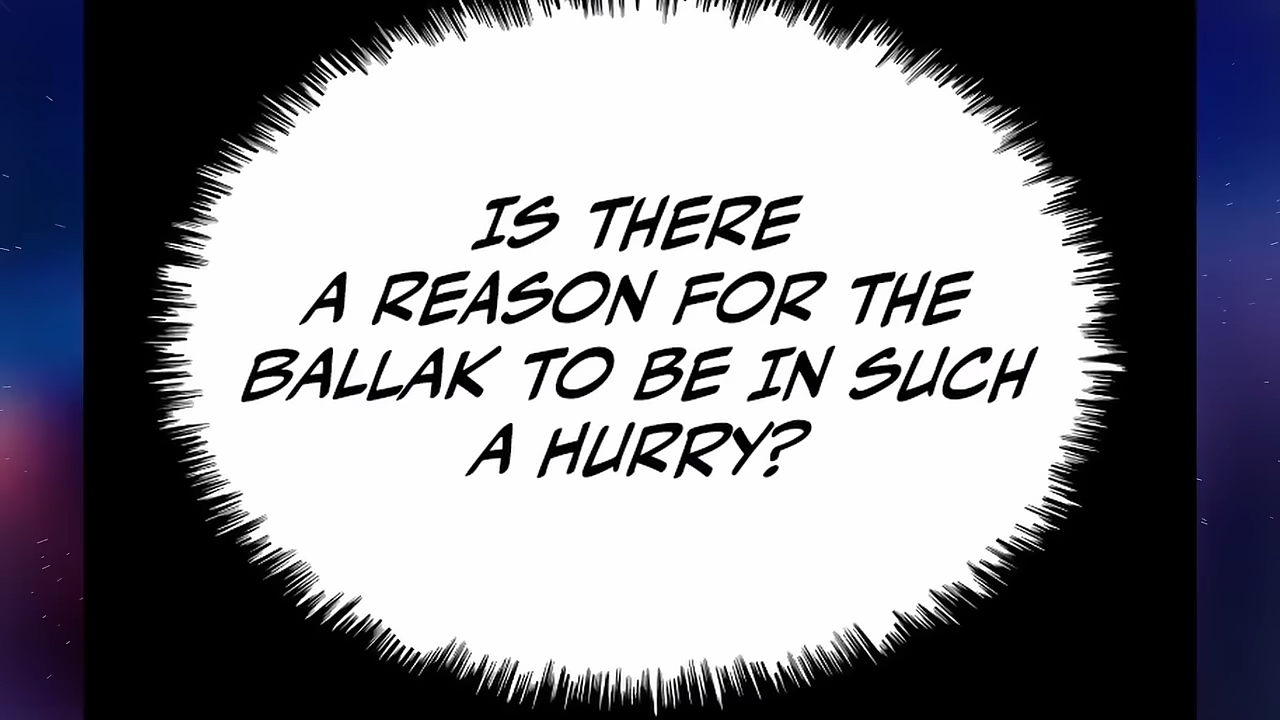 IS THERE
A REASON FOR THE
BALLAK TO BE IN SUCH
A HURRY?